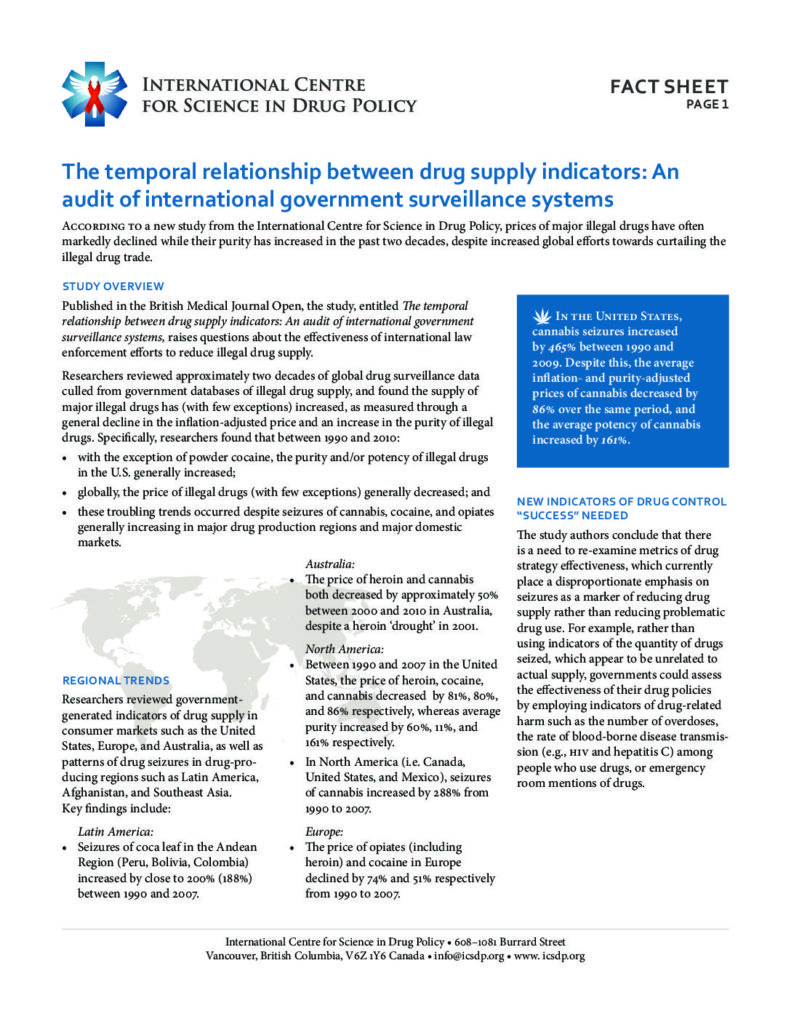 INTERNATIONAL CENTRE
FOR SCIENCE IN DRUG POLICY
FACT SHEET
PAGE 1
The temporal relationship between drug supply indicators: An
audit of international government surveillance systems
ACCORDING TO a new study from the International Centre for Science in Drug Policy, prices of major illegal drugs have often
markedly declined while their purity has increased in the past two decades, despite increased global efforts towards curtailing the
illegal drug trade.
STUDY OVERVIEW
Published in the British Medical Journal Open, the study, entitled The temporal
relationship between drug supply indicators: An audit of international government
surveillance systems, raises questions about the effectiveness of international law
enforcement efforts to reduce illegal drug supply.
Researchers reviewed approximately two decades of global drug surveillance data
culled from government databases of illegal drug supply, and found the supply of
major illegal drugs has (with few exceptions) increased, as measured through a
general decline in the inflation-adjusted price and an increase in the purity of illegal
drugs. Specifically, researchers found that between 1990 and 2010:
• with the exception of powder cocaine, the purity and/or potency of illegal drugs
in the U.S. generally increased;
• globally, the price of illegal drugs (with few exceptions) generally decreased; and
• these troubling trends occurred despite seizures of cannabis, cocaine, and opiates
generally increasing in major drug production regions and major domestic
markets.
REGIONAL TRENDS
Researchers reviewed government-
generated indicators of drug supply in
consumer markets such as the United
States, Europe, and Australia, as well as
patterns of drug seizures in drug-pro-
ducing regions such as Latin America,
Afghanistan, and Southeast Asia.
Key findings include:
Latin America:
• Seizures of coca leaf in the Andean
Region (Peru, Bolivia, Colombia)
increased by close to 200% (188%)
between 1990 and 2007.
Australia:
• The price of heroin and cannabis
both decreased by approximately 50%
between 2000 and 2010 in Australia,
despite a heroin ‘drought’ in 2001.
North America:
• Between 1990 and 2007 in the United
States, the price of heroin, cocaine,
and cannabis decreased by 81%, 80%,
and 86% respectively, whereas average
purity increased by 60%, 11%, and
161% respectively.
• In North America (i.e. Canada,
United States, and Mexico), seizures
of cannabis increased by 288% from
1990 to 2007.
Europe:
• The price of opiates (including
heroin) and cocaine in Europe
declined by 74% and 51% respectively
from 1990 to 2007.
IN THE UNITED STATES,
cannabis seizures increased
by 465% between 1990 and
2009. Despite this, the average
inflation- and purity-adjusted
prices of cannabis decreased by
86% over the same period, and
the average potency of cannabis
increased by 161%.
NEW INDICATORS OF DRUG CONTROL
“SUCCESS” NEEDED
The study authors conclude that there
is a need to re-examine metrics of drug
strategy effectiveness, which currently
place a disproportionate emphasis on
seizures as a marker of reducing drug
supply rather than reducing problematic
drug use. For example, rather than
using indicators of the quantity of drugs
seized, which appear to be unrelated to
actual supply, governments could assess
the effectiveness of their drug policies
by employing indicators of drug-related
harm such as the number of overdoses,
the rate of blood-borne disease transmis-
sion (e.g., HIV and hepatitis C) among
people who use drugs, or emergency
room mentions of drugs.
International Centre for Science in Drug Policy • 608–1081 Burrard Street
Vancouver, British Columbia, V6Z 1Y6 Canada • info@icsdp.org • www. icsdp.org